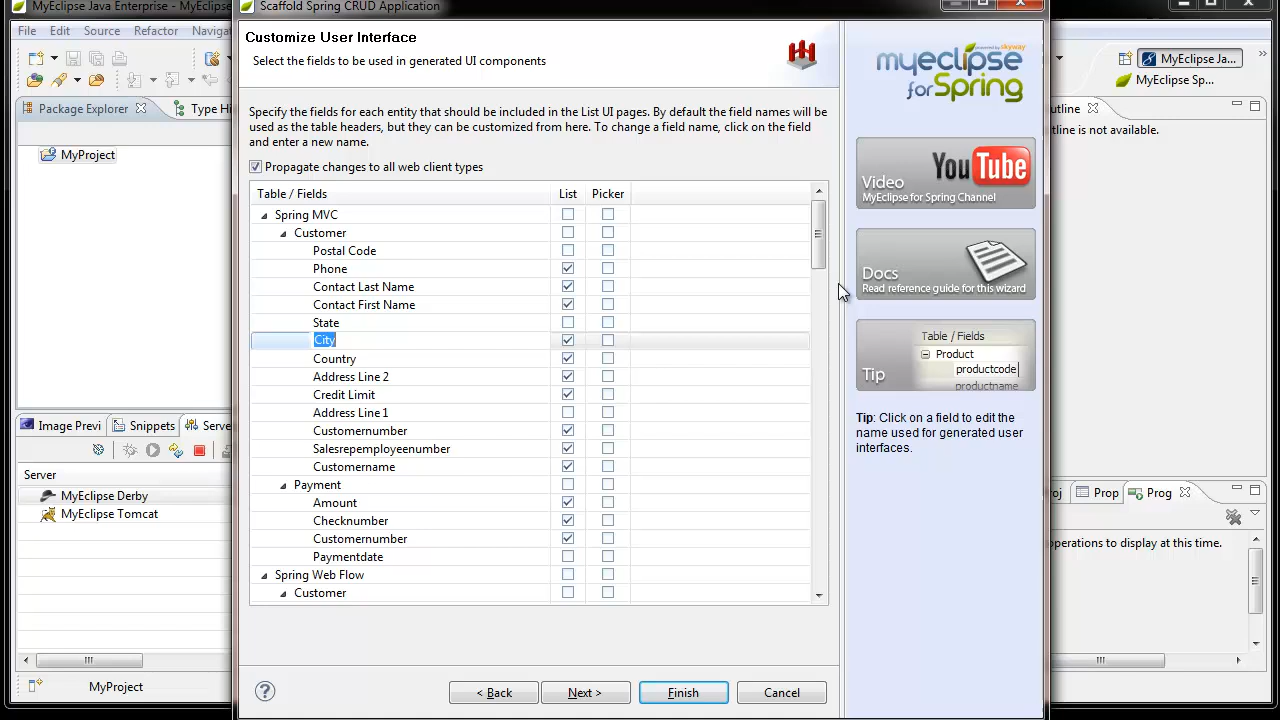 MyEclipse Java Enterprise - MyEclipse
Scaffold Spring CRUD Application
File Edit Source Refactor Naviga
Package Explorer Type Hi
MyProject
Image Previ Snippets Serve
Server
MyEclipse Derby
MyEclipse Tomcat
MyProject
Customize User Interface
Select the fields to be used in generated UI components
Specify the fields foreach entity that should be included in the List UI pages. By default the field names will be
used as the table headers, but they can be customized from here. To change a field name, click on the field
and enter a new name.
Propagate changes to all web client types
Table / Fields List Picker
Spring MVC
Customer
Postal Code
Phone
Contact Last Name
Contact First Name
State
City
Country
Address Line 2
Credit Limit
Address Line 1
Customernumber
Salesrepemployeenumber
Customername
Payment
Amount
Checknumber
Customernumber
Paymentdate
Spring Web Flow
Customer
?
< Back Next > Finish Cancel
powered by skyway
myeclipse
for Spring
Video YouTube
MyEclipse for Spring Channel
Docs
Read reference guide for this wizard
Table / Fields
Product
Tip productcode
productname
Tip: Click on a field to edit the
name used for generated user
interfaces.
MyEclipse Ja...
MyEclipse Sp...
utline
tline is not available.
oj Prop Prog
operations to display at this time.